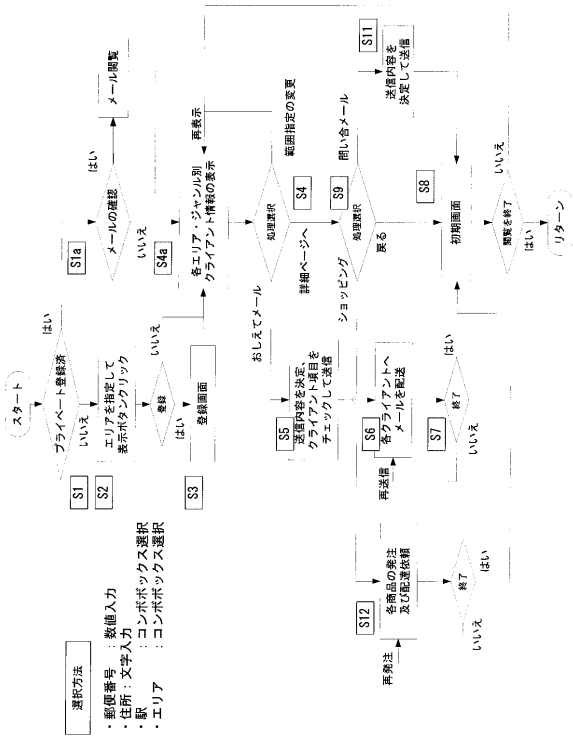 選択方法
・郵便番号　：数値入力
・住所：文字入力
・駅　　　　：コンボボックス選択
・エリア　　：コンボボックス選択
スタート
S1
プライベート登録済
はい
いいえ
S2
エリアを指定して
表示ボタンクリック
登録
いいえ
はい
S3
登録画面
S1a
メールの確認
はい
メール閲覧
いいえ
S4a
各エリア・ジャンル別
クライアント情報の表示
再表示
範囲指定の変更
処理選択
S4
おしえてメール
詳細ページへ
S5
送信内容を決定、
クライアント項目を
チェックして送信
S9
処理選択
ショッピング
問い合メール
戻る
S11
送信内容を
決定して送信
S6
各クライアントへ
メールを配送
再送信
S7
終了
はい
いいえ
S8
初期画面
閲覧を終了
いいえ
はい
リターン
S12
各商品の発注
及び配達依頼
再発注
終了
はい
いいえ